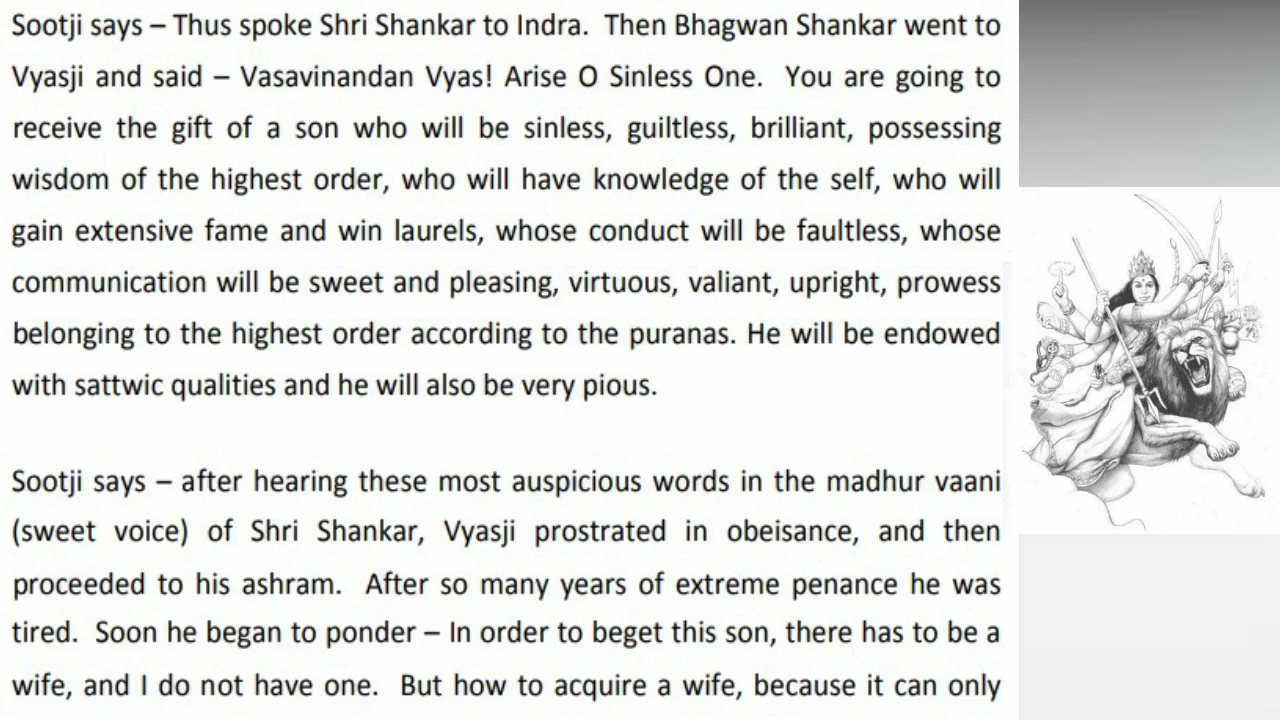 Sootji says – Thus spoke Shri Shankar to Indra.  Then Bhagwan Shankar went to
Vyasji and said – Vasavinandan Vyas! Arise O Sinless One.  You are going to
receive the gift of a son who will be sinless, guiltless, brilliant, possessing
wisdom of the highest order, who will have knowledge of the self, who will
gain extensive fame and win laurels, whose conduct will be faultless, whose
communication will be sweet and pleasing, virtuous, valiant, upright, prowess
belonging to the highest order according to the puranas. He will be endowed
with sattwic qualities and he will also be very pious.
Sootji says – after hearing these most auspicious words in the madhur vaani
(sweet voice) of Shri Shankar, Vyasji prostrated in obeisance, and then
proceeded to his ashram.  After so many years of extreme penance he was
tired.  Soon he began to ponder – In order to beget this son, there has to be a
wife, and I do not have one.  But how to acquire a wife, because it can only